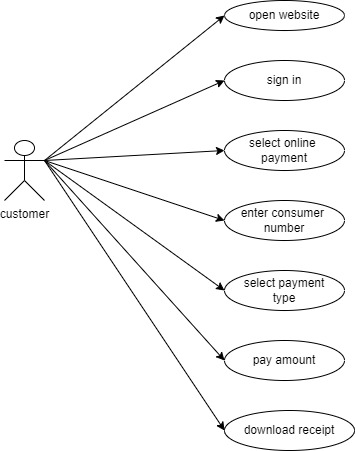 open website
sign in
select online
payment
customer
enter consumer
number
select payment
type
pay amount
download receipt